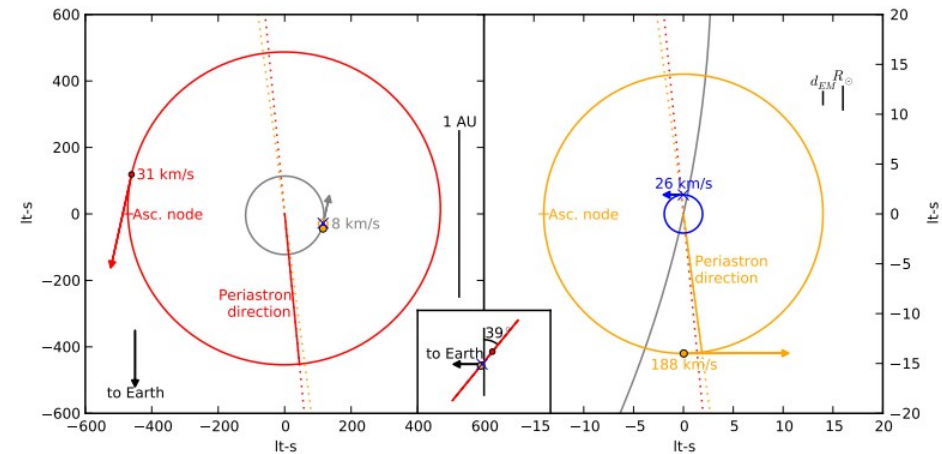 600
400
200
0
−200
−400
−600
lt-s
31 km/s
Asc. node
8 km/s
1 AU
Periastron
direction
to Earth
−600 −400 −200 0 200 400 600
lt-s
39°
to Earth
d_EM R_☉
26 km/s
Asc. node
Periastron
direction
188 km/s
20
15
10
5
0
−5
−10
−15
−20
lt-s
−15 −10 −5 0 5 10 15 20
lt-s